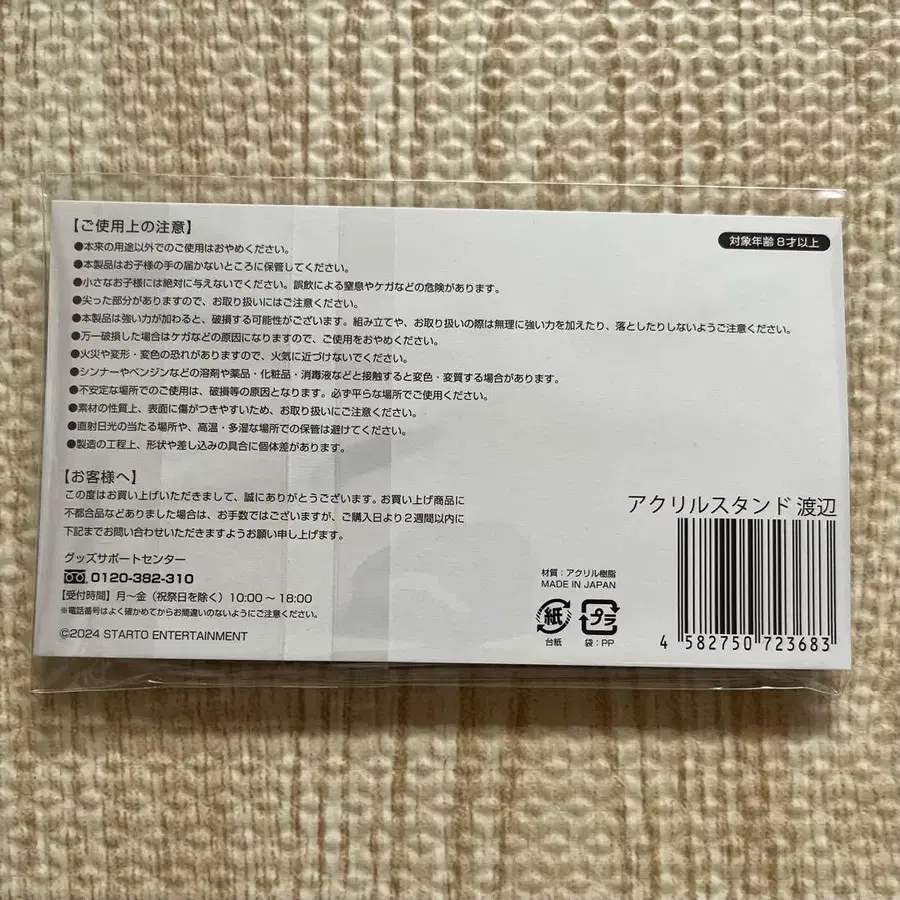 【ご使用上の注意】
対象年齢8才以上
●本来の用途以外でのご使用はおやめください。
●本製品はお子様の手の届かないところに保管してください。
●小さなお子様には絶対に与えないでください。誤飲による窒息やケガなどの危険があります。
●尖った部分がありますので、お取り扱いにはご注意ください。
●本製品は強い力が加わると、破損する可能性がございます。組み立てや、お取り扱いの際は無理に強い力を加えたり、落としたりしないようご注意ください。
●万一破損した場合はケガなどの原因になりますので、ご使用をおやめください。
●火災や変形・変色の恐れがありますので、火気に近づけないでください。
●シンナーやベンジンなどの溶剤や薬品・化粧品・消毒液などと接触すると変色・変質する場合があります。
●不安定な場所でのご使用は、破損等の原因となります。必ず平らな場所でご使用ください。
●素材の性質上、表面に傷がつきやすいため、お取り扱いにご注意ください。
●直射日光の当たる場所や、高温・多湿な場所での保管は避けてください。
●製造の工程上、形状や差し込みの具合に個体差があります。
【お客様へ】
この度はお買い上げいただきまして、誠にありがとうございます。お買い上げ商品に
不都合品などありました場合は、お手数ではございますが、ご購入日より2週間以内に
下記までお問い合わせいただきますようお願い申し上げます。
グッズサポートセンター
0120-382-310
【受付時間】月～金（祝祭日を除く）10:00～18:00
※電話番号はよく確かめてからお間違いのないようにご注意ください。
©2024 STARTO ENTERTAINMENT
アクリルスタンド 渡辺
材質：アクリル樹脂
MADE IN JAPAN
紙
プラ
台紙
袋：PP
4 582750 723683